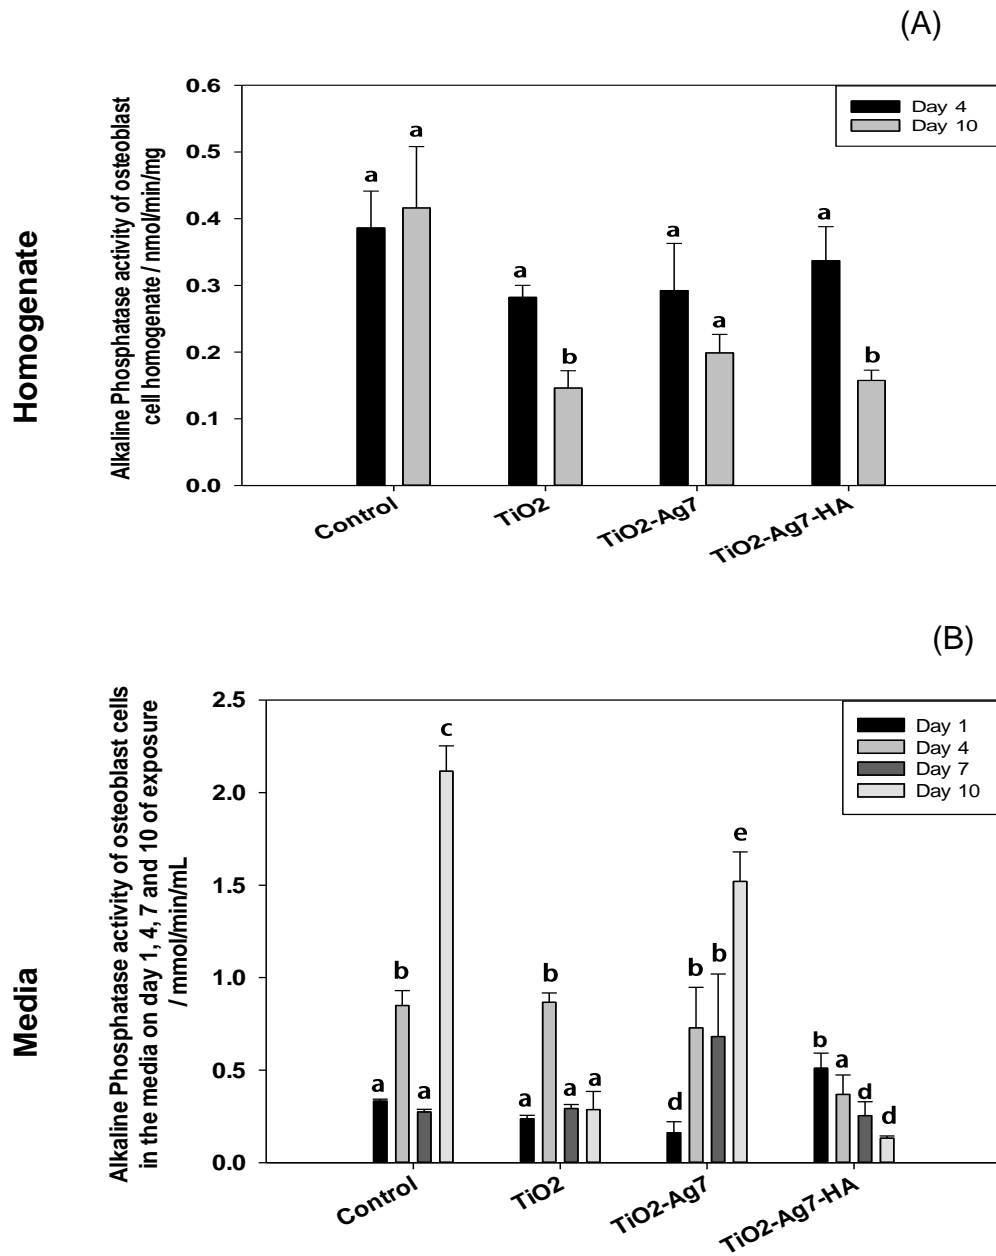 (A)
Homogenate
Alkaline Phosphatase activity of osteoblast
cell homogenate / nmol/min/mg
0.6
0.5
0.4
0.3
0.2
0.1
0.0
Day 4
Day 10
a
a
a
b
a
a
a
b
Control
TiO2
TiO2-Ag7
TiO2-Ag7-HA
(B)
Media
Alkaline Phosphatase activity of osteoblast cells
in the media on day 1, 4, 7 and 10 of exposure
/ mmol/min/mL
2.5
2.0
1.5
1.0
0.5
0.0
Day 1
Day 4
Day 7
Day 10
a
b
a
c
a
b
a
a
d
b
b
e
b
a
d
d
Control
TiO2
TiO2-Ag7
TiO2-Ag7-HA